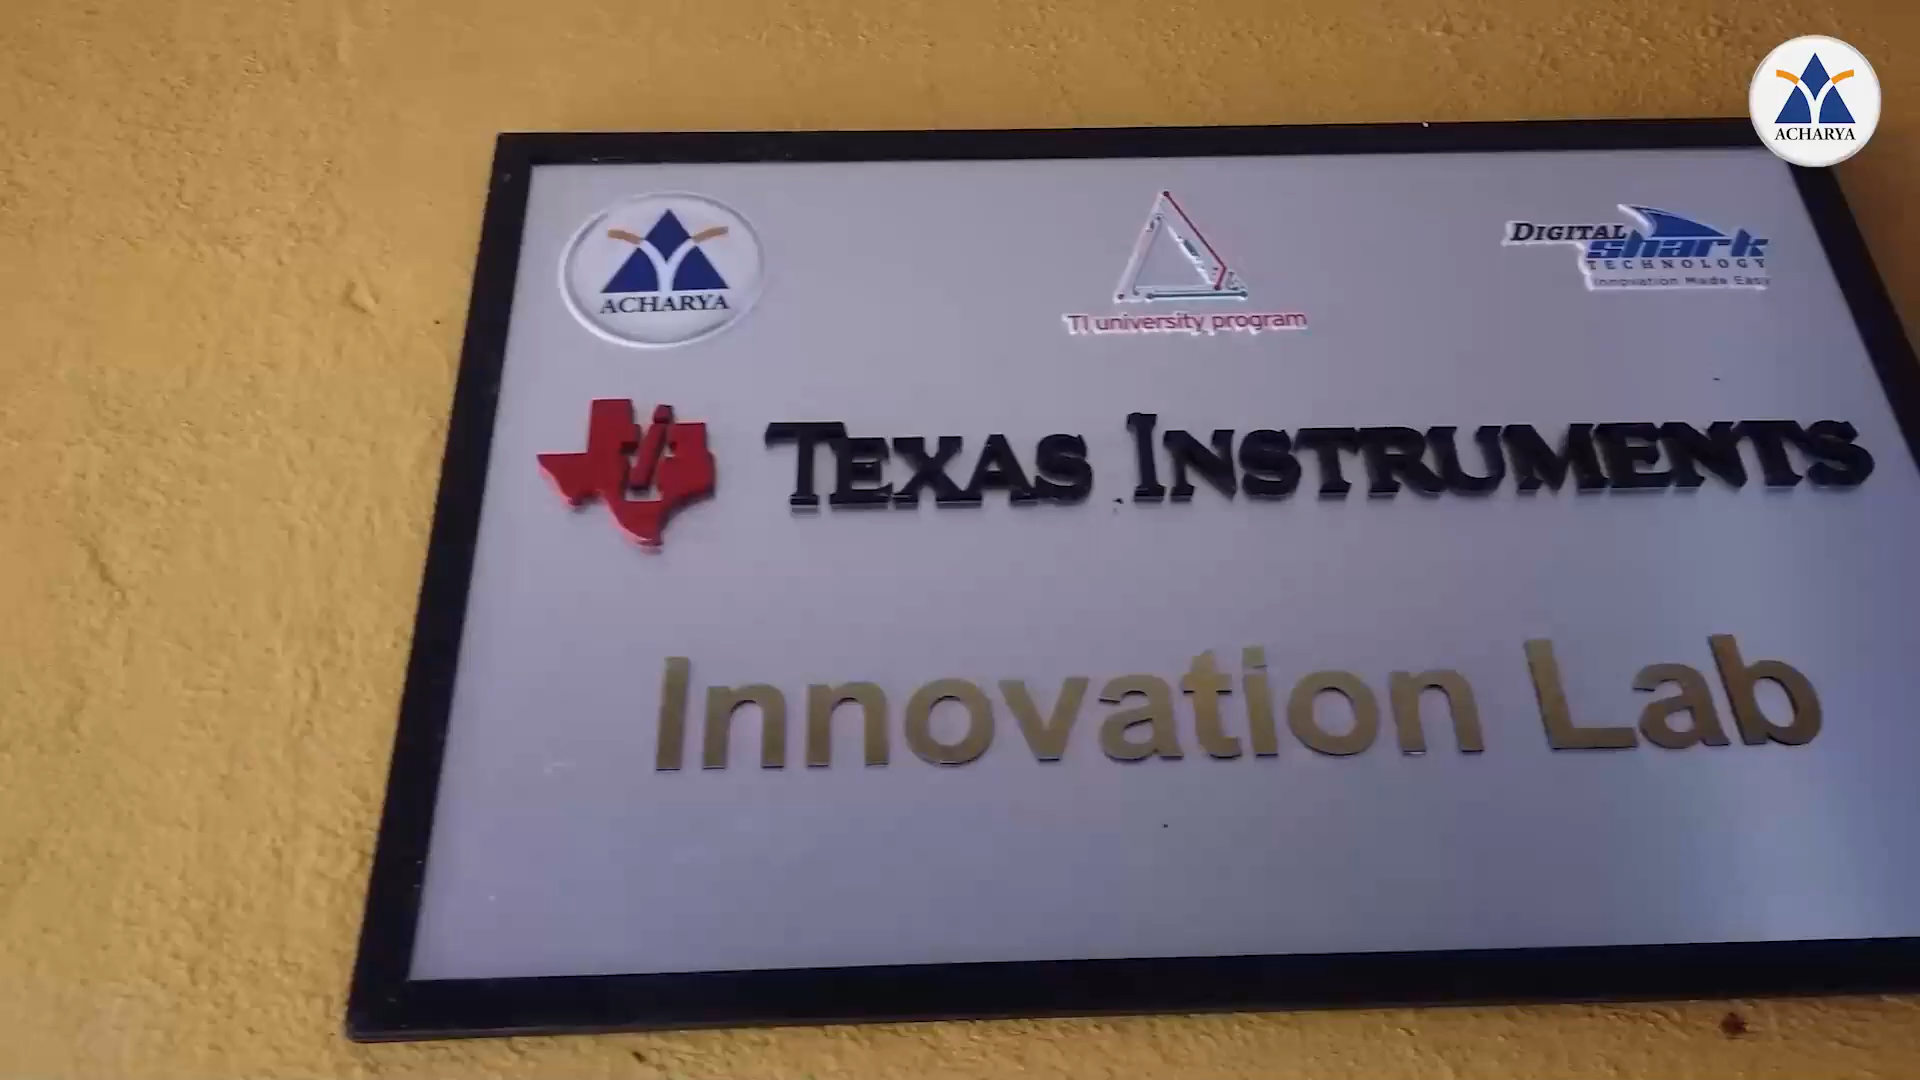 ACHARYA
ACHARYA
TI university program
DIGITAL
shark
TECHNOLOGY
Innovation Made Easy
TEXAS INSTRUMENTS
Innovation Lab